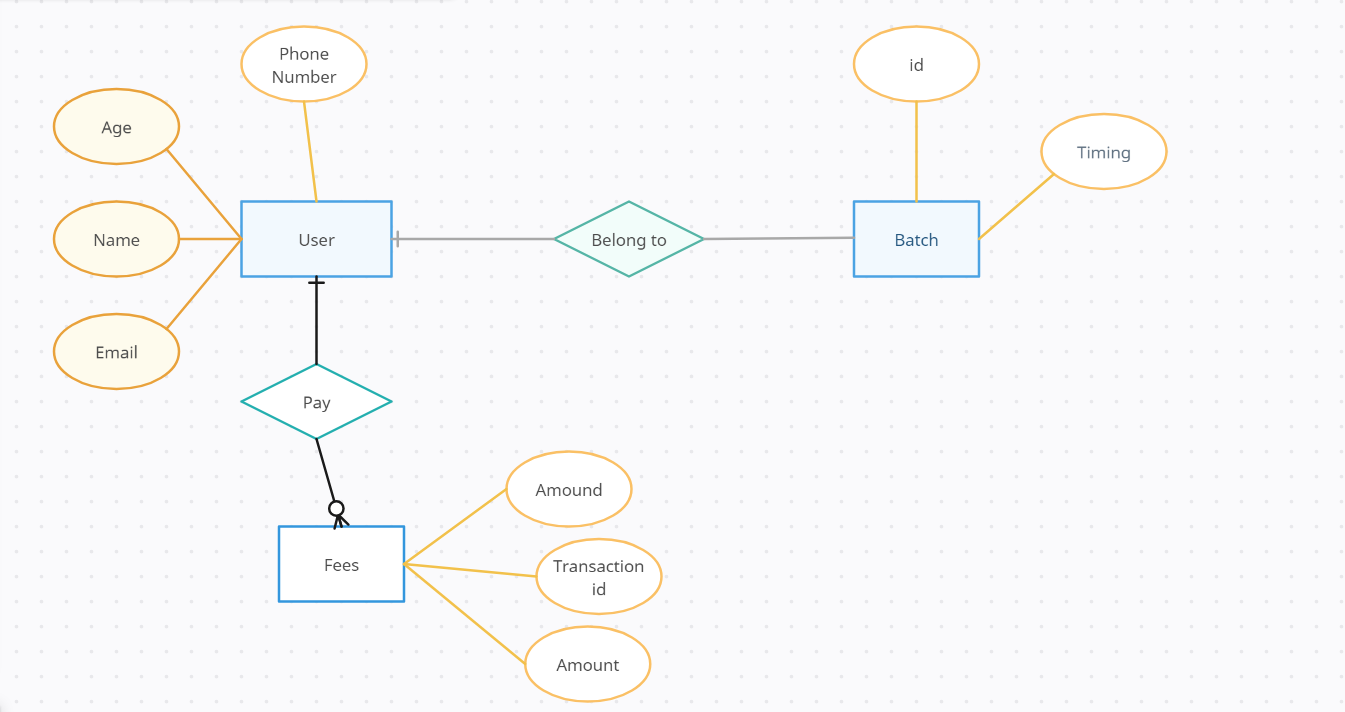 Phone
Number
id
Age
Timing
Name
User
Belong to
Batch
Email
Pay
Amound
Fees
Transaction
id
Amount